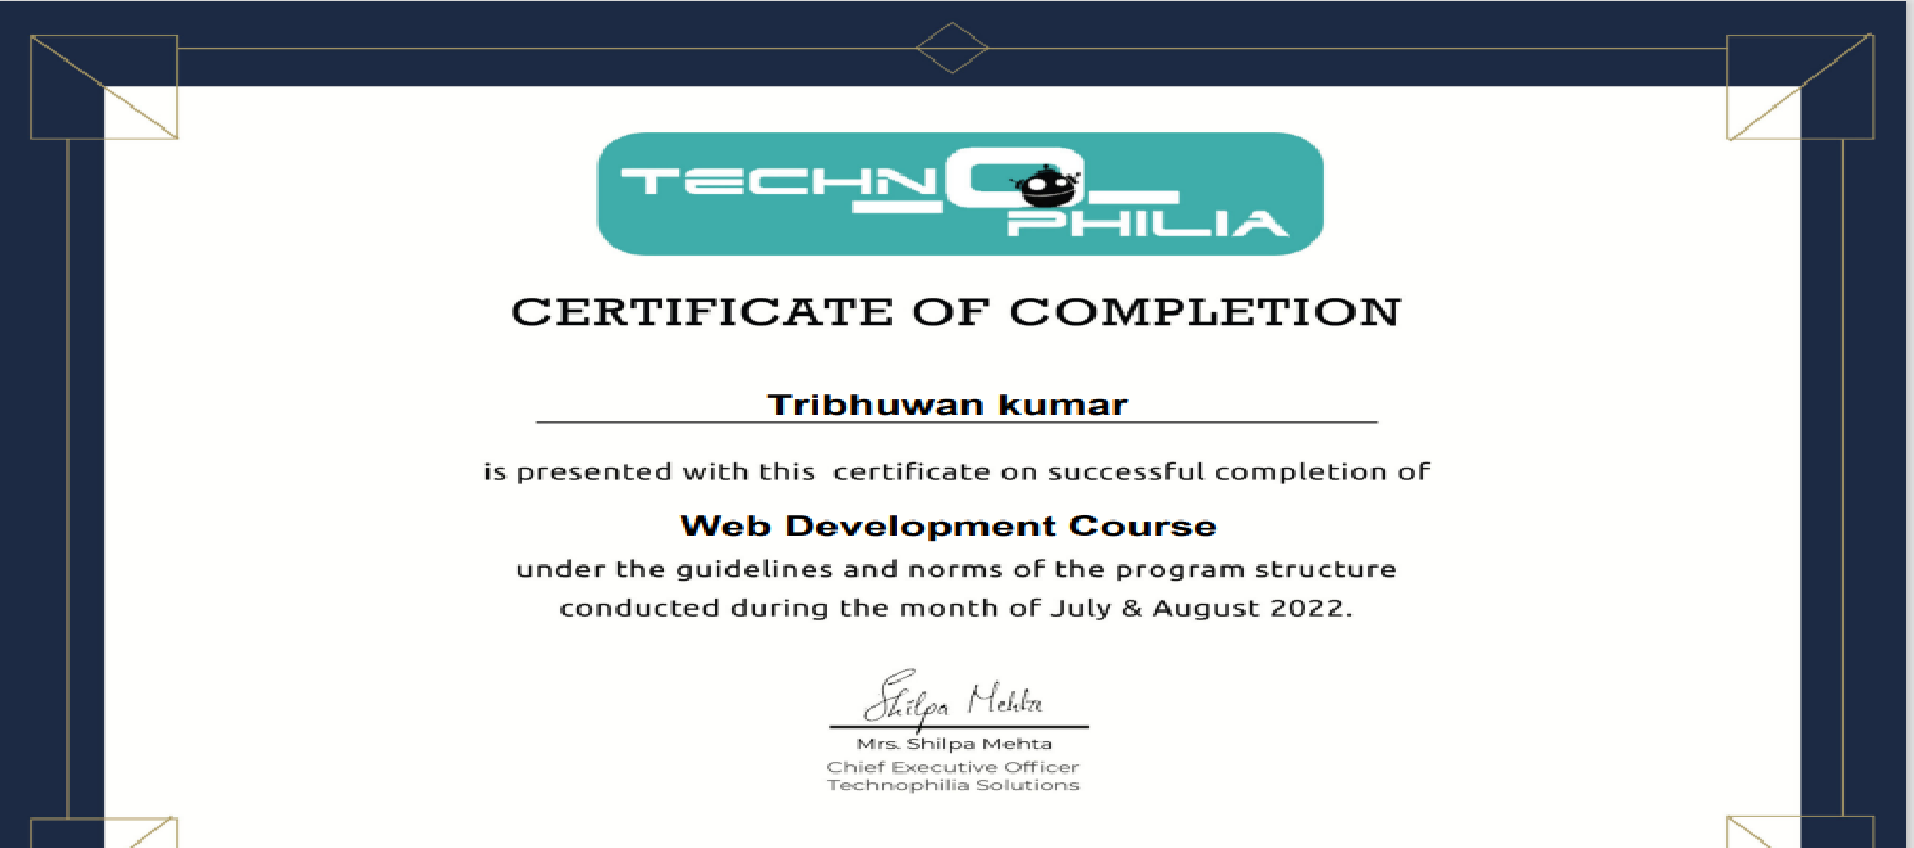 TECHNO_PHILIA
CERTIFICATE OF COMPLETION
Tribhuwan kumar
is presented with this certificate on successful completion of
Web Development Course
under the guidelines and norms of the program structure
conducted during the month of July & August 2022.
Shilpa Mehta
Mrs. Shilpa Mehta
Chief Executive Officer
Technophilia Solutions